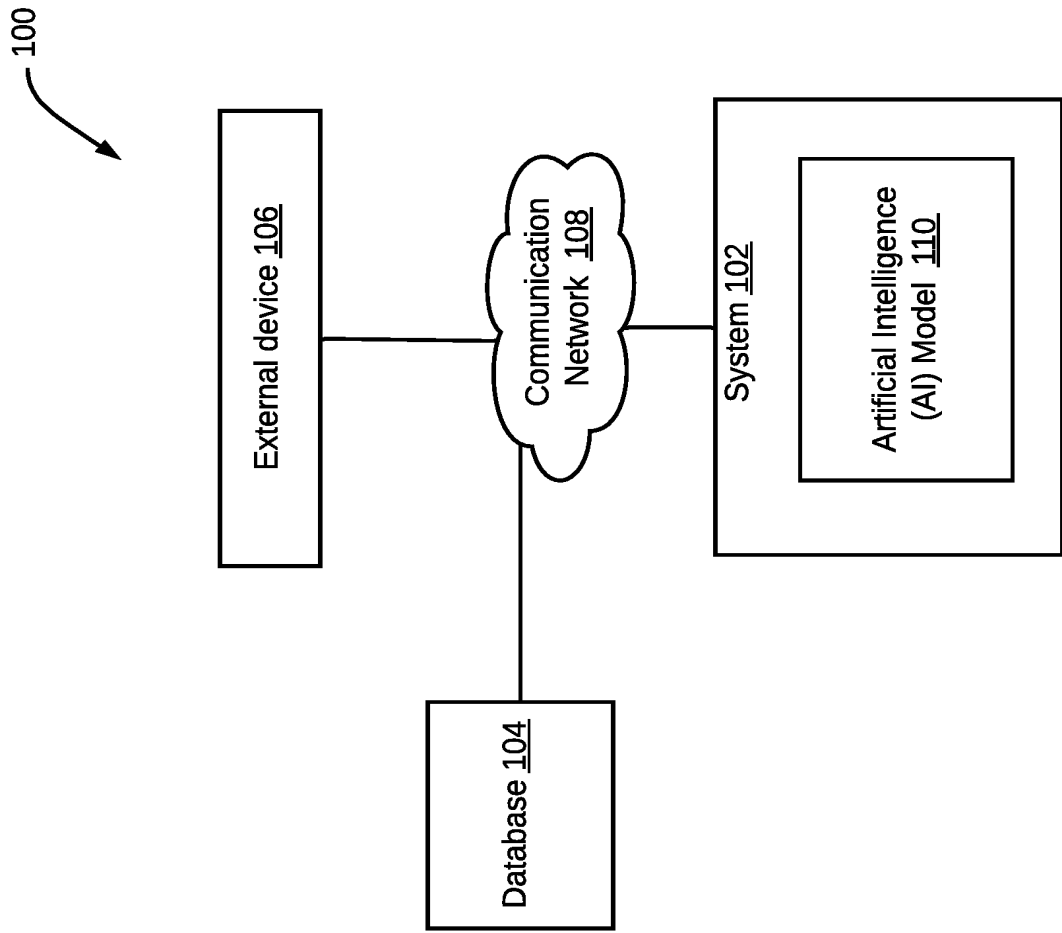 100
External device 106
Database 104
Communication
Network 108
System 102
Artificial Intelligence
(AI) Model 110